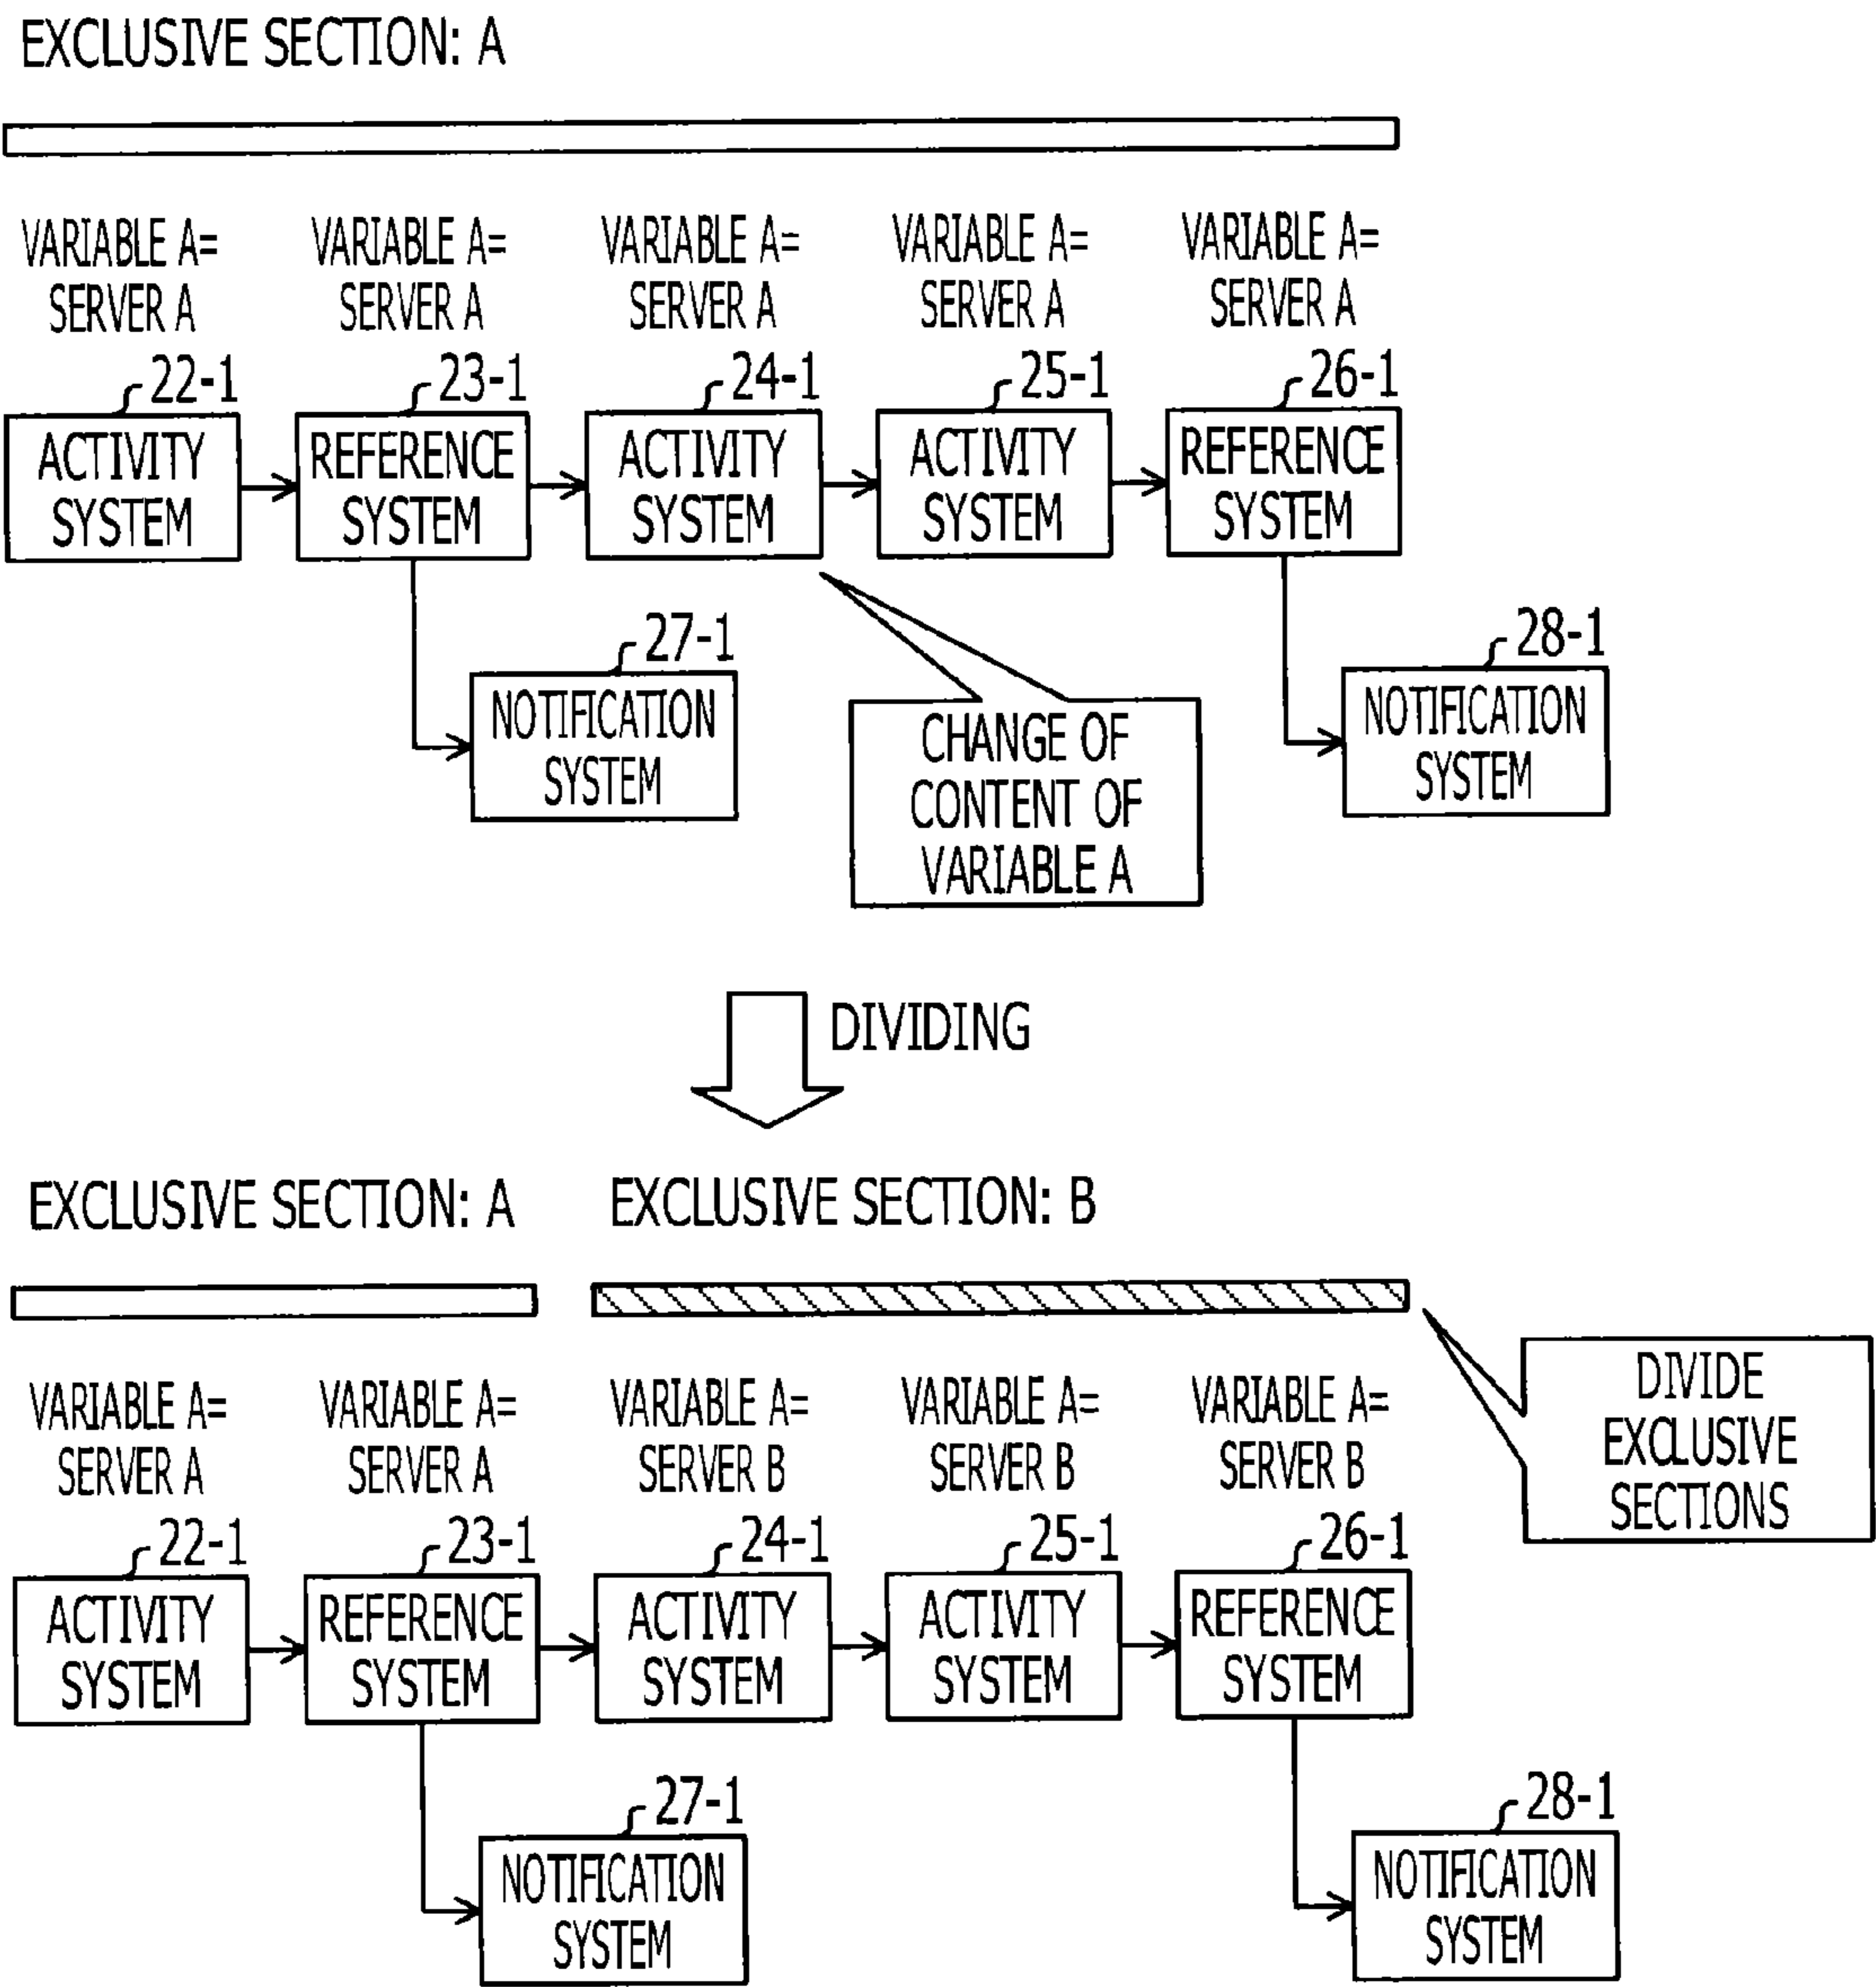 EXCLUSIVE SECTION: A
VARIABLE A=
SERVER A
VARIABLE A=
SERVER A
VARIABLE A=
SERVER A
VARIABLE A=
SERVER A
VARIABLE A=
SERVER A
22-1
23-1
24-1
25-1
26-1
ACTIVITY
SYSTEM
REFERENCE
SYSTEM
ACTIVITY
SYSTEM
ACTIVITY
SYSTEM
REFERENCE
SYSTEM
27-1
NOTIFICATION
SYSTEM
CHANGE OF
CONTENT OF
VARIABLE A
28-1
NOTIFICATION
SYSTEM
DIVIDING
EXCLUSIVE SECTION: A
EXCLUSIVE SECTION: B
DIVIDE
EXCLUSIVE
SECTIONS
VARIABLE A=
SERVER A
VARIABLE A=
SERVER A
VARIABLE A=
SERVER B
VARIABLE A=
SERVER B
VARIABLE A=
SERVER B
22-1
23-1
24-1
25-1
26-1
ACTIVITY
SYSTEM
REFERENCE
SYSTEM
ACTIVITY
SYSTEM
ACTIVITY
SYSTEM
REFERENCE
SYSTEM
27-1
NOTIFICATION
SYSTEM
28-1
NOTIFICATION
SYSTEM